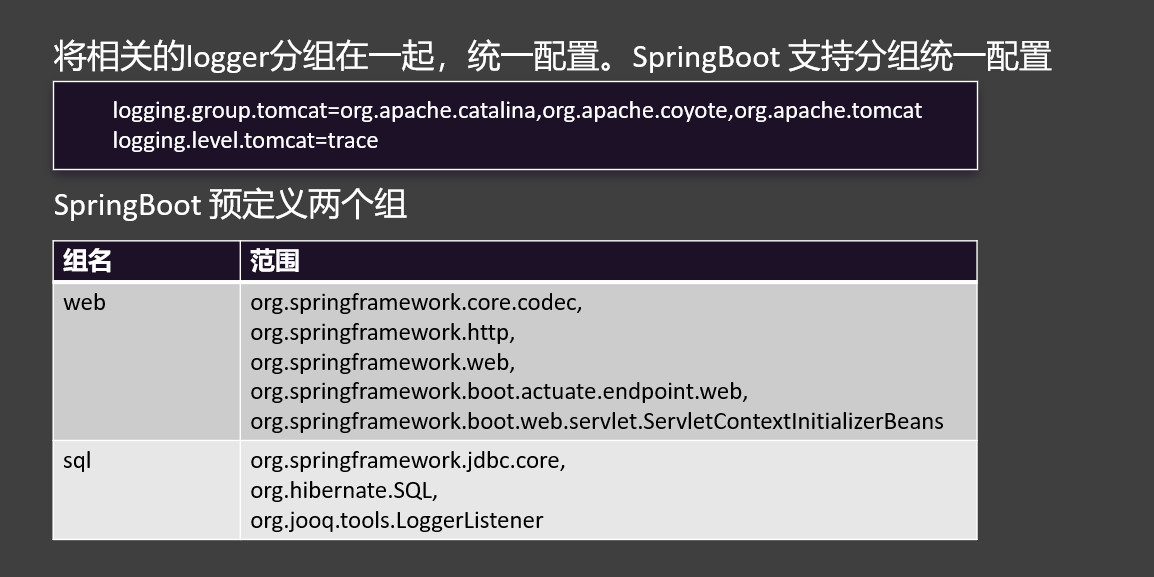 将相关的logger分组在一起，统一配置。SpringBoot 支持分组统一配置
logging.group.tomcat=org.apache.catalina,org.apache.coyote,org.apache.tomcat
logging.level.tomcat=trace
SpringBoot 预定义两个组
组名 范围
web org.springframework.core.codec,
org.springframework.http,
org.springframework.web,
org.springframework.boot.actuate.endpoint.web,
org.springframework.boot.web.servlet.ServletContextInitializerBeans
sql org.springframework.jdbc.core,
org.hibernate.SQL,
org.jooq.tools.LoggerListener